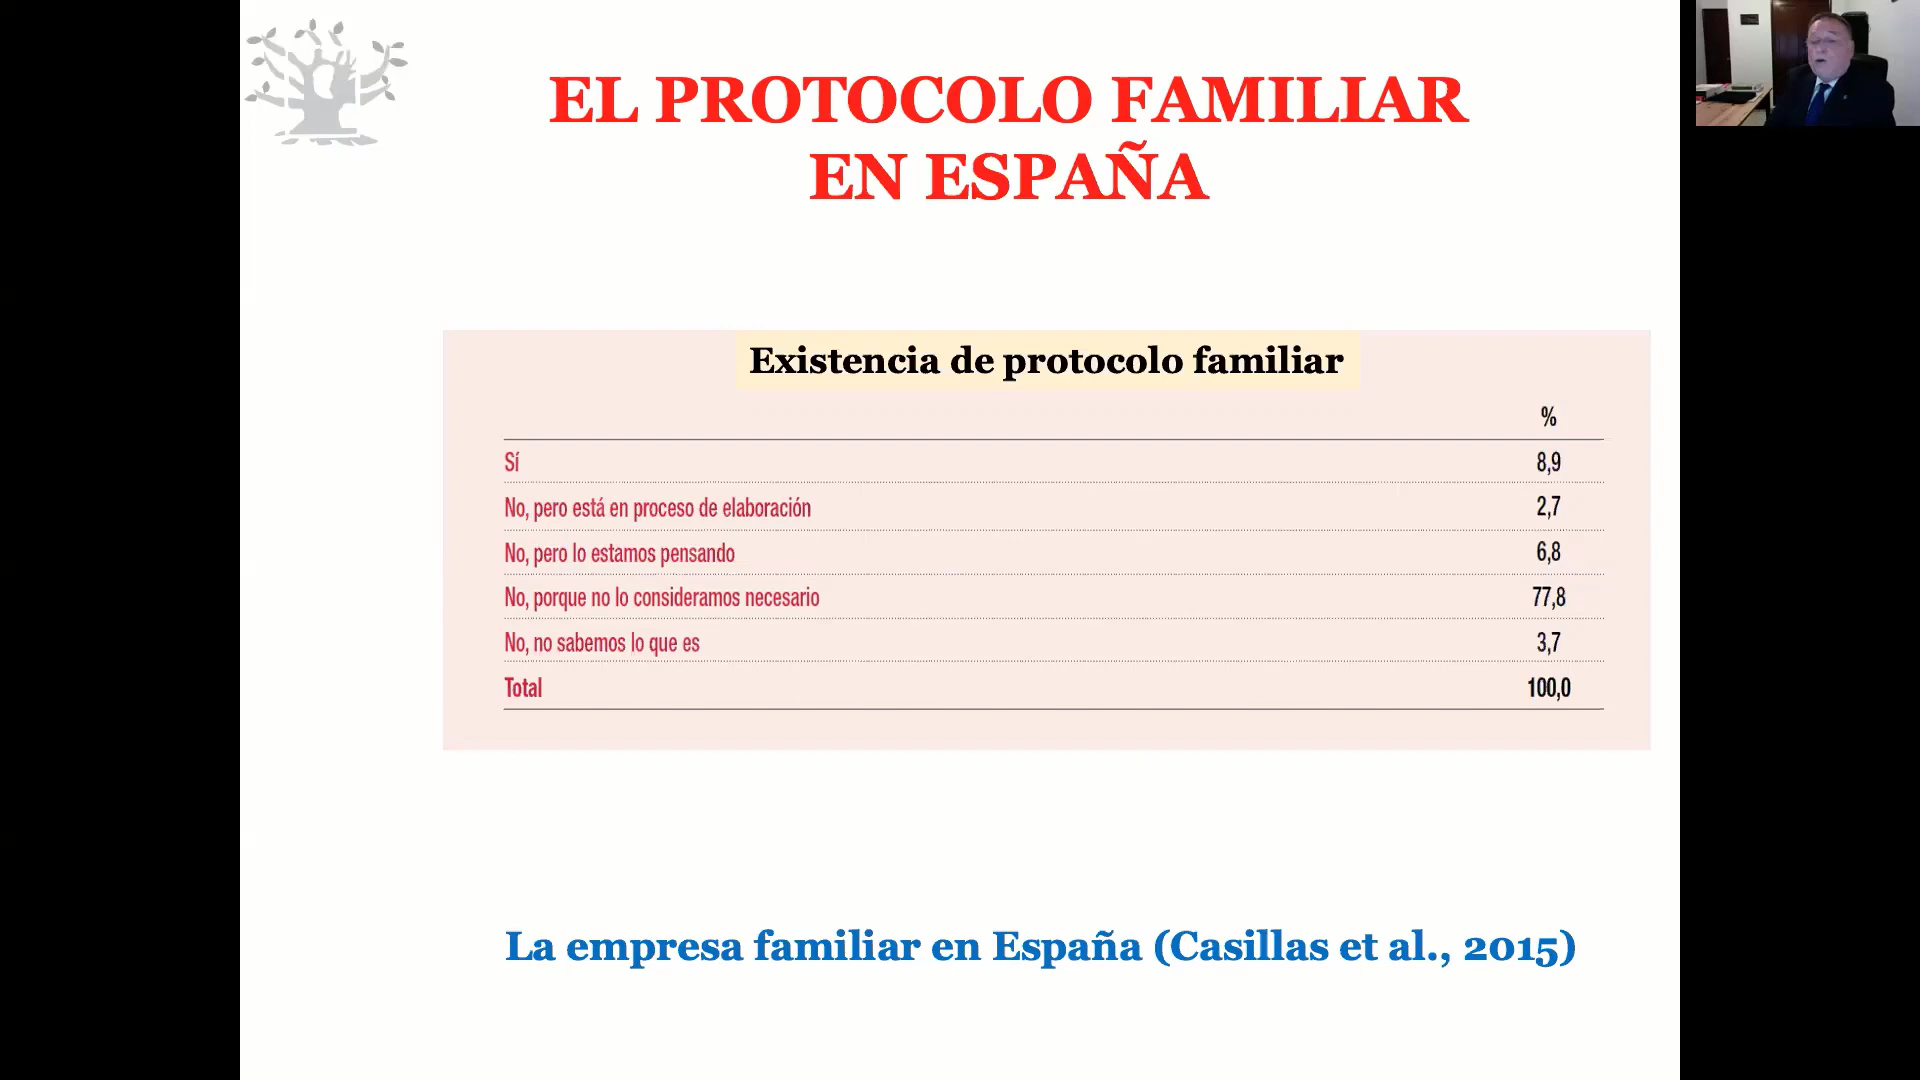 EL PROTOCOLO FAMILIAR
EN ESPAÑA
Existencia de protocolo familiar
%
Sí 8,9
No, pero está en proceso de elaboración 2,7
No, pero lo estamos pensando 6,8
No, porque no lo consideramos necesario 77,8
No, no sabemos lo que es 3,7
Total 100,0
La empresa familiar en España (Casillas et al., 2015)